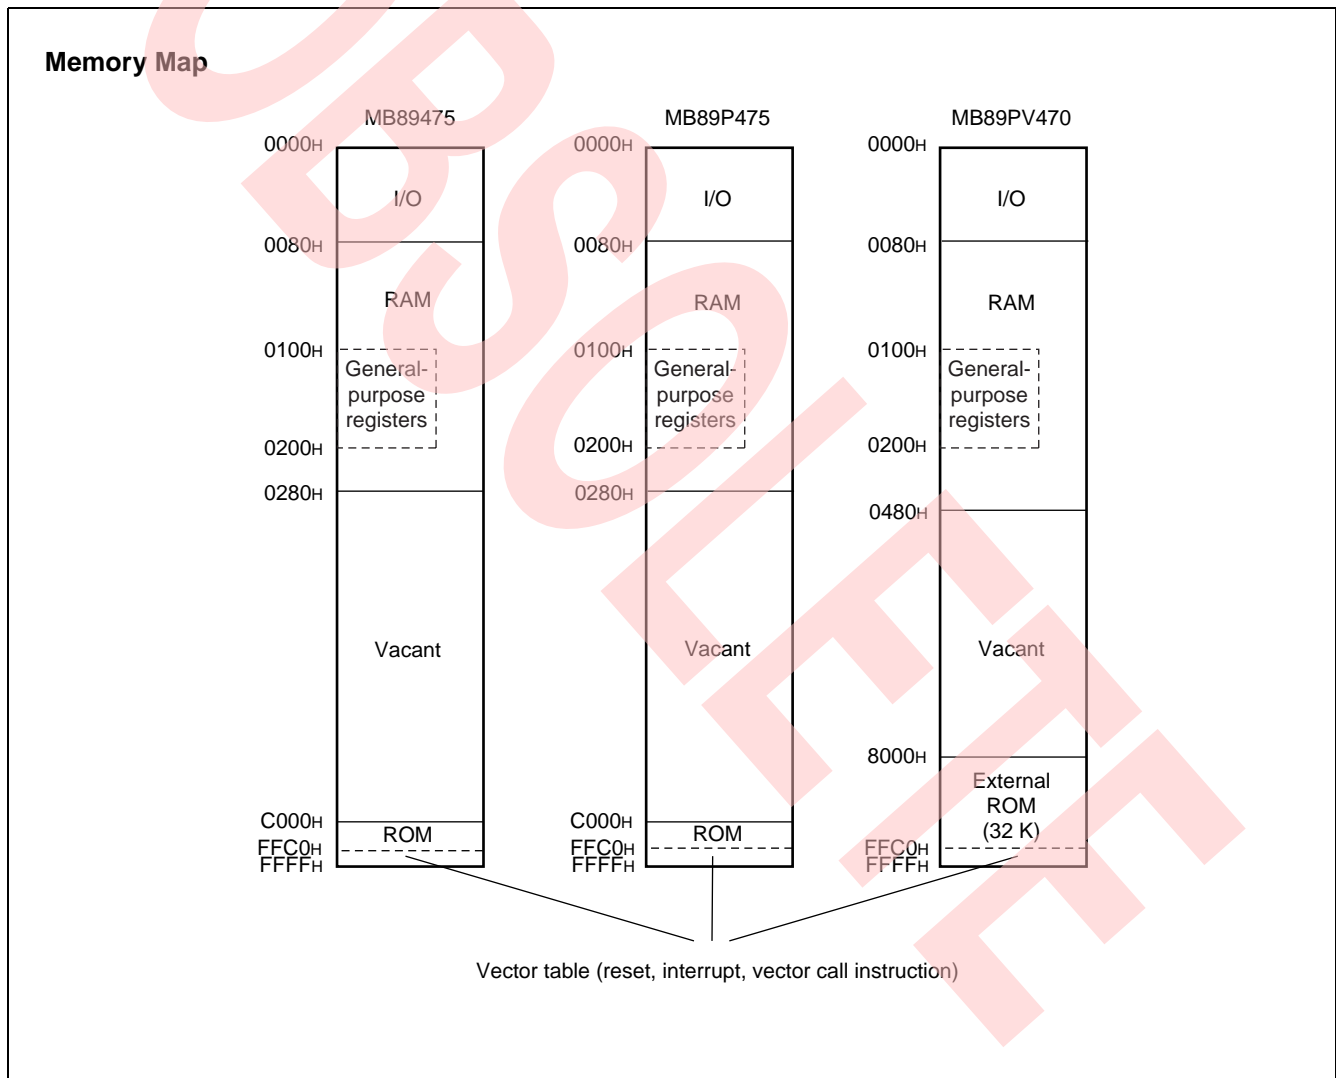 Memory Map
MB89475
0000H
I/O
0080H
RAM
0100H
General-
purpose
registers
0200H
0280H
Vacant
C000H
ROM
FFC0H
FFFFH
MB89P475
0000H
I/O
0080H
RAM
0100H
General-
purpose
registers
0200H
0280H
Vacant
C000H
ROM
FFC0H
FFFFH
MB89PV470
0000H
I/O
0080H
RAM
0100H
General-
purpose
registers
0200H
0480H
Vacant
8000H
External
ROM
(32 K)
FFC0H
FFFFH
Vector table (reset, interrupt, vector call instruction)
OBSOLETE